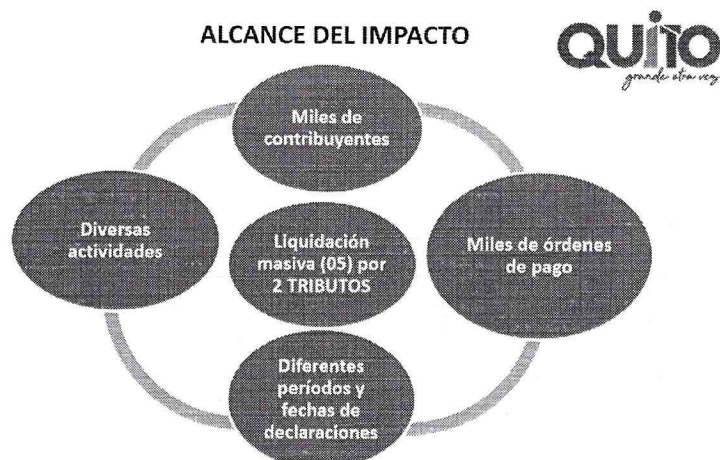 ALCANCE DEL IMPACTO
QUITO
grande otra vez
Miles de
contribuyentes
Diversas
actividades
Liquidación
masiva (05) por
2 TRIBUTOS
Miles de órdenes
de pago
Diferentes
períodos y
fechas de
declaraciones